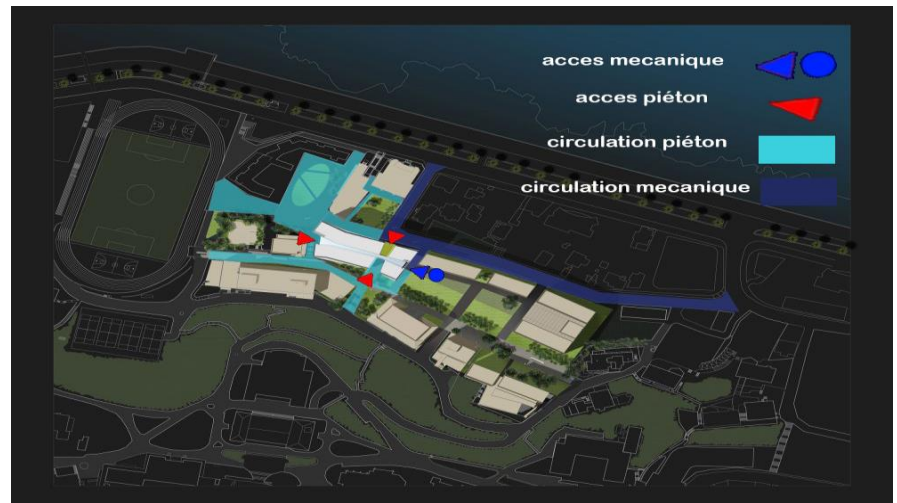 acces mecanique
acces piéton
circulation piéton
circulation mecanique